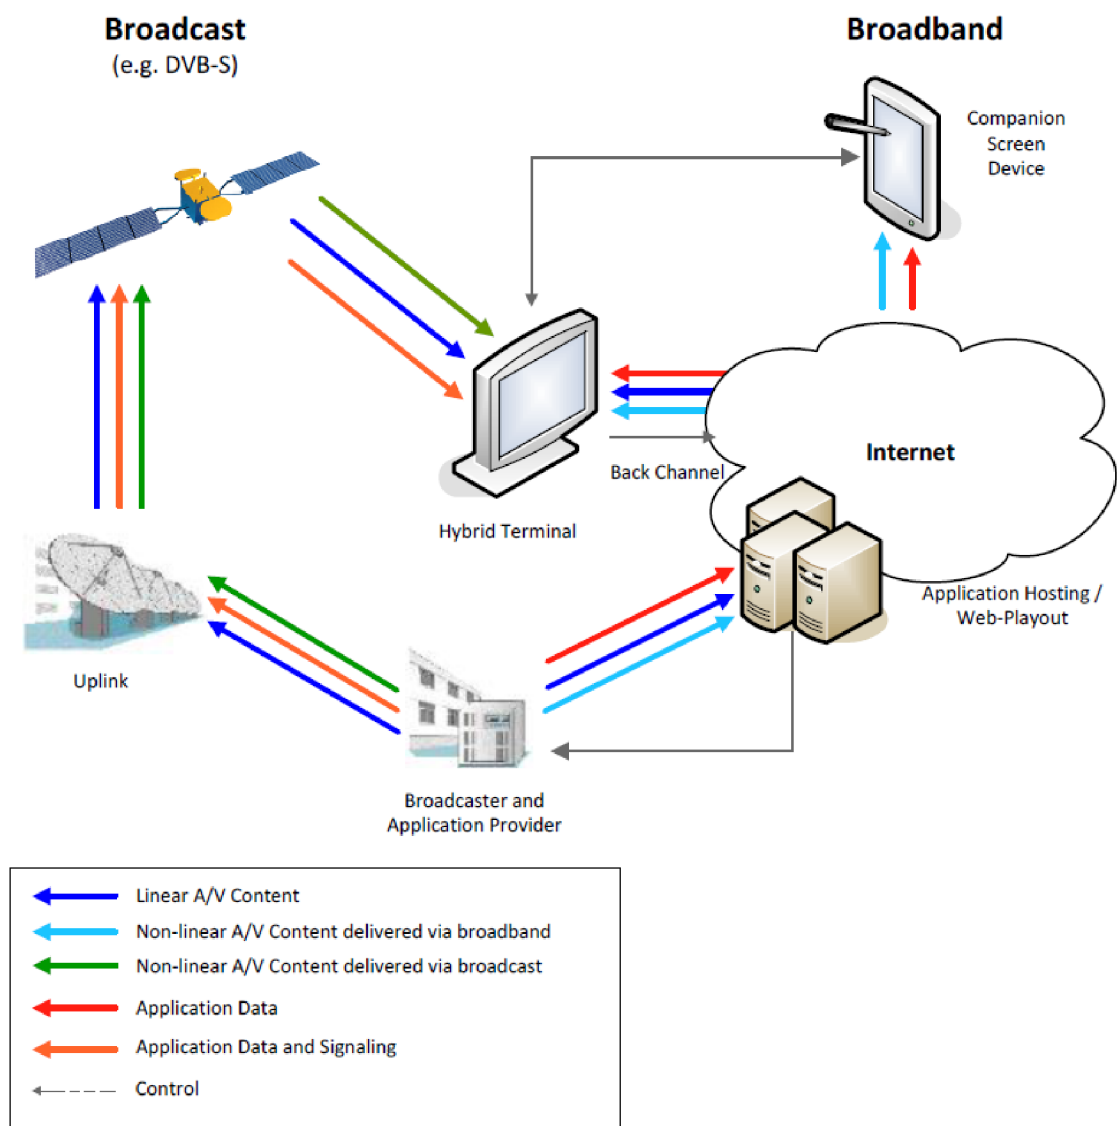 Broadcast
(e.g. DVB-S)
Broadband
Companion
Screen
Device
Internet
Back Channel
Hybrid Terminal
Application Hosting /
Web-Playout
Uplink
Broadcaster and
Application Provider
Linear A/V Content
Non-linear A/V Content delivered via broadband
Non-linear A/V Content delivered via broadcast
Application Data
Application Data and Signaling
Control